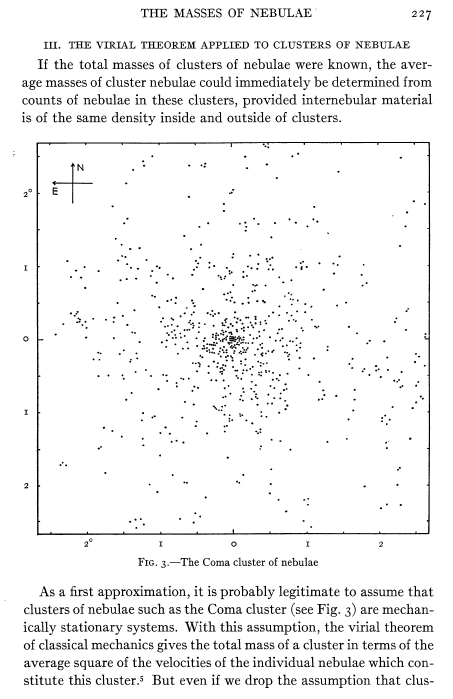 THE MASSES OF NEBULAE
227
III. THE VIRIAL THEOREM APPLIED TO CLUSTERS OF NEBULAE
If the total masses of clusters of nebulae were known, the aver-
age masses of cluster nebulae could immediately be determined from
counts of nebulae in these clusters, provided internebular material
is of the same density inside and outside of clusters.
N
E
2°
1
0
1
2
2°
1
0
1
2
FIG. 3.—The Coma cluster of nebulae
As a first approximation, it is probably legitimate to assume that
clusters of nebulae such as the Coma cluster (see Fig. 3) are mechan-
ically stationary systems. With this assumption, the virial theorem
of classical mechanics gives the total mass of a cluster in terms of the
average square of the velocities of the individual nebulae which con-
stitute this cluster.⁵ But even if we drop the assumption that clus-